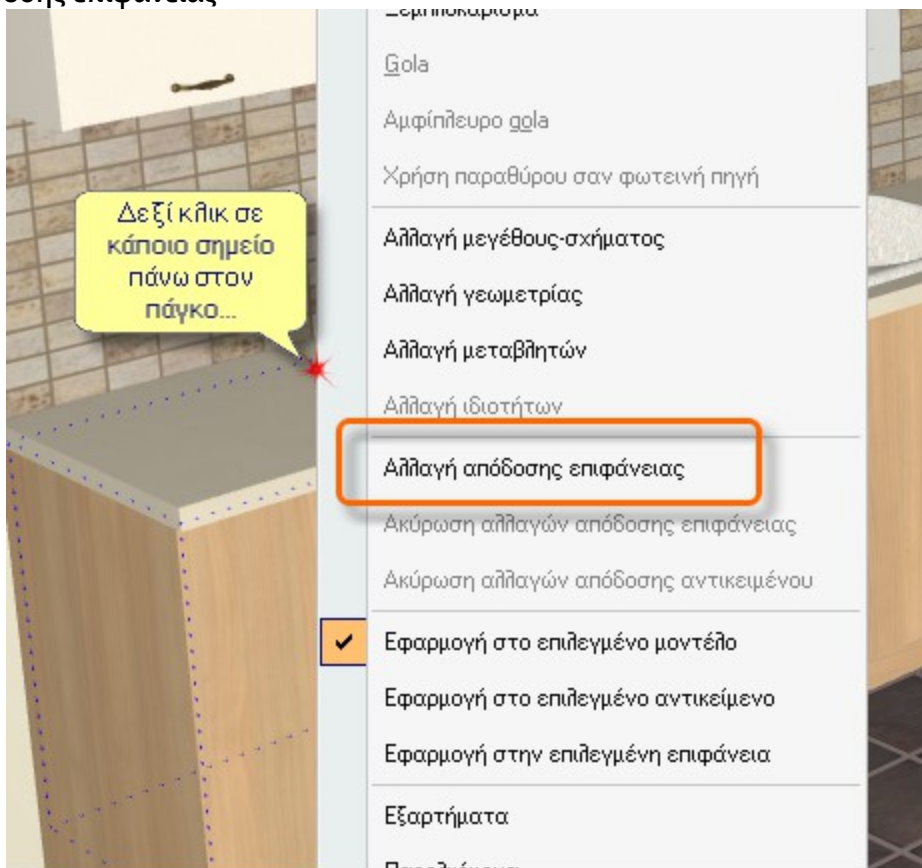 επιφάνειας
Ξεμπλοκάρισμα
Gola
Αμφίπλευρο gola
Χρήση παραθύρου σαν φωτεινή πηγή
Δεξί κλικ σε
κάποιο σημείο
πάνω στον
πάγκο...
Αλλαγή μεγέθους-σχήματος
Αλλαγή γεωμετρίας
Αλλαγή μεταβλητών
Αλλαγή ιδιοτήτων
Αλλαγή απόδοσης επιφάνειας
Ακύρωση αλλαγών απόδοσης επιφάνειας
Ακύρωση αλλαγών απόδοσης αντικειμένου
Εφαρμογή στο επιλεγμένο μοντέλο
Εφαρμογή στο επιλεγμένο αντικείμενο
Εφαρμογή στην επιλεγμένη επιφάνεια
Εξαρτήματα